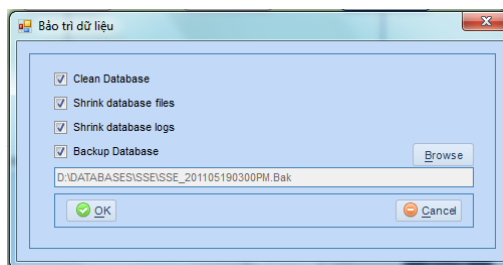 Bảo trì dữ liệu
x
Clean Database
Shrink database files
Shrink database logs
Backup Database
Browse
D:\DATABASES\SSE\SSE_201105190300PM.Bak
OK
Cancel